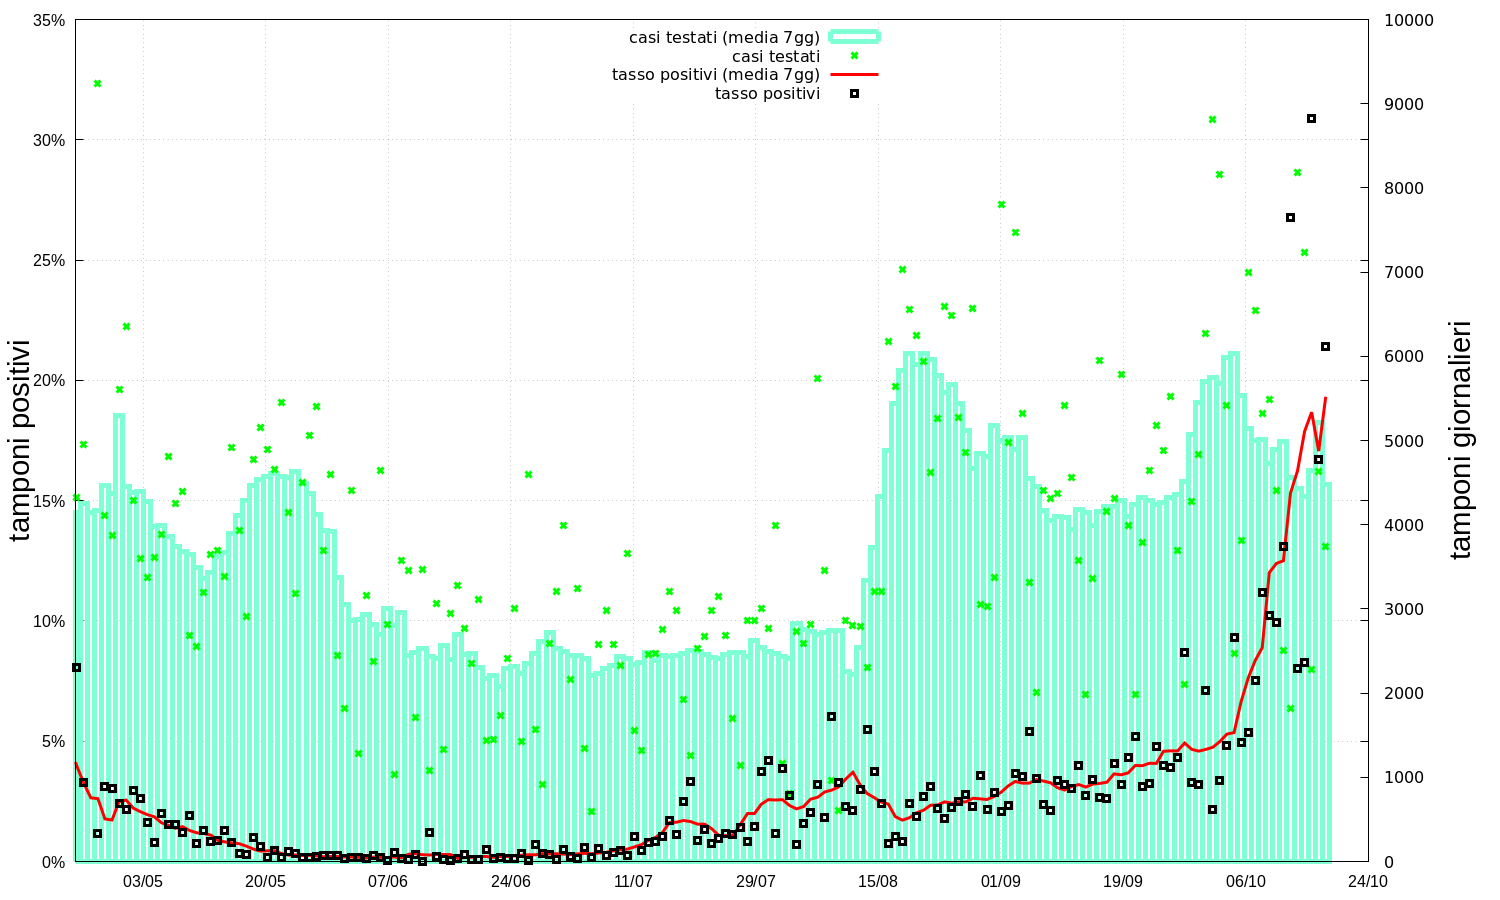 casi testati (media 7gg)
casi testati
tasso positivi (media 7gg)
tasso positivi
tamponi positivi
35%
30%
25%
20%
15%
10%
5%
0%
tamponi giornalieri
10000
9000
8000
7000
6000
5000
4000
3000
2000
1000
0
03/05 20/05 07/06 24/06 11/07 29/07 15/08 01/09 19/09 06/10 24/10